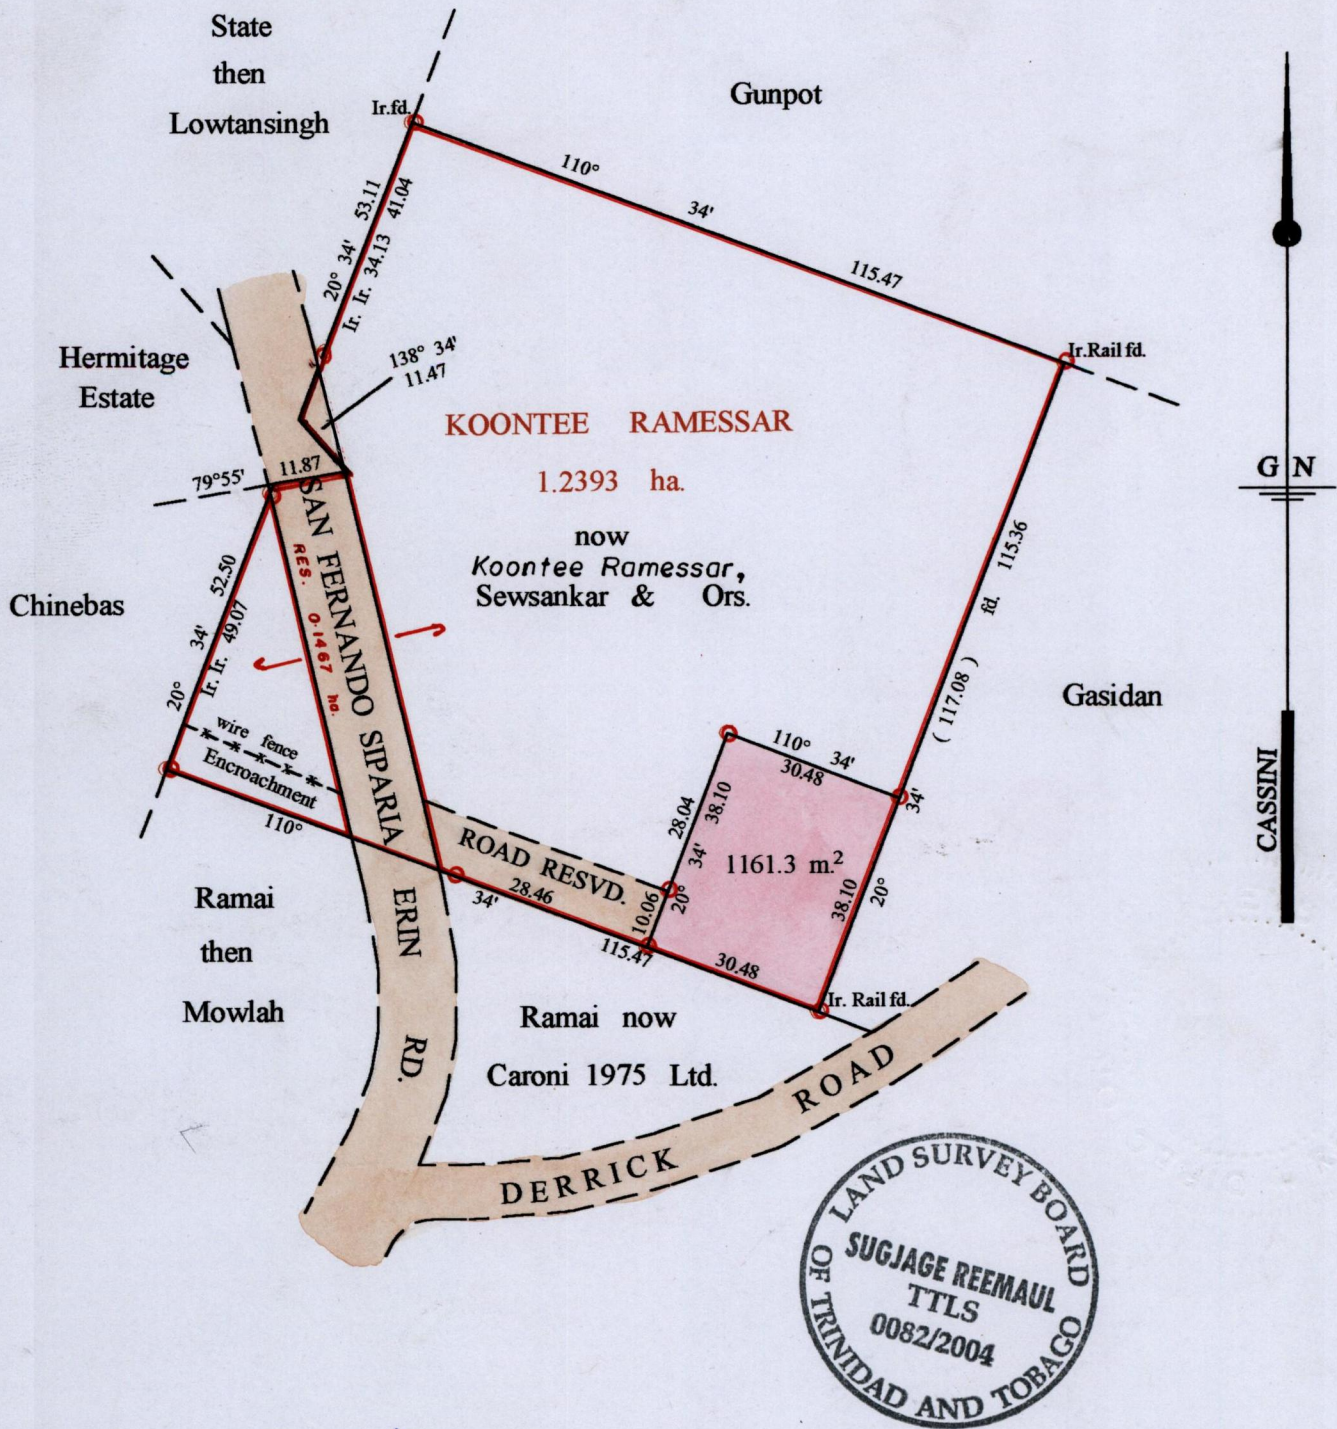 State
then
Lowtansingh
Gunpot
Ir.fd.
110°
34'
115.47
53.11
41.04
20° 34'
Ir. Ir. 34.13
Ir.Rail fd.
Hermitage
Estate
138° 34'
11.47
KOONTEE RAMESSAR
1.2393 ha.
now
Koontee Ramessar,
Sewsankar & Ors.
G N
79°55'
11.87
SAN FERNANDO SIPARIA ERIN RD.
RES. 0.1467 ha.
Chinebas
52.50
20° 34'
Ir. Ir. 49.07
115.36
fd.
( 117.08 )
Gasidan
wire fence
Encroachment
110°
110° 34'
30.48
34'
28.04
38.10
34'
20°
1161.3 m.²
38.10
20°
CASSINI
ROAD RESVD.
10.06
28.46
34'
115.47
30.48
Ir. Rail fd.
Ramai
then
Mowlah
Ramai now
Caroni 1975 Ltd.
DERRICK ROAD
LAND SURVEY BOARD
SUGJAGE REEMAUL
TTLS
0082/2004
OF TRINIDAD AND TOBAGO